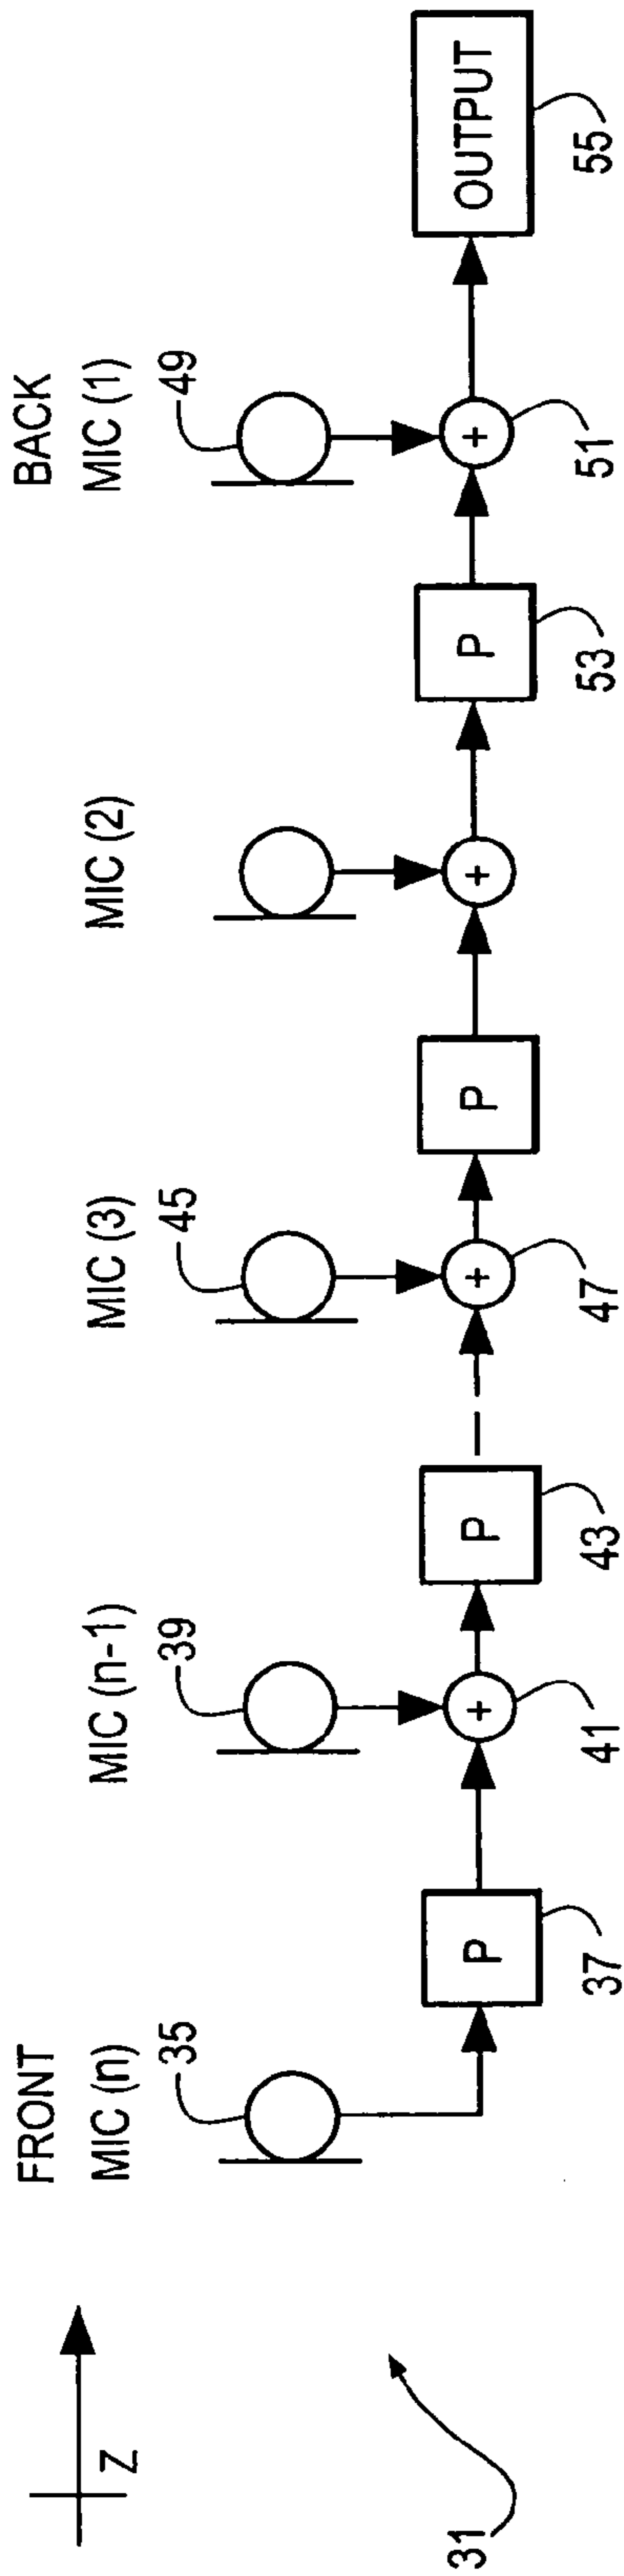 FRONT
BACK
MIC (n)
MIC (n-1)
MIC (3)
MIC (2)
MIC (1)
35
39
45
49
Z
P
+
P
+
P
+
P
+
OUTPUT
31
37
41
43
47
53
51
55